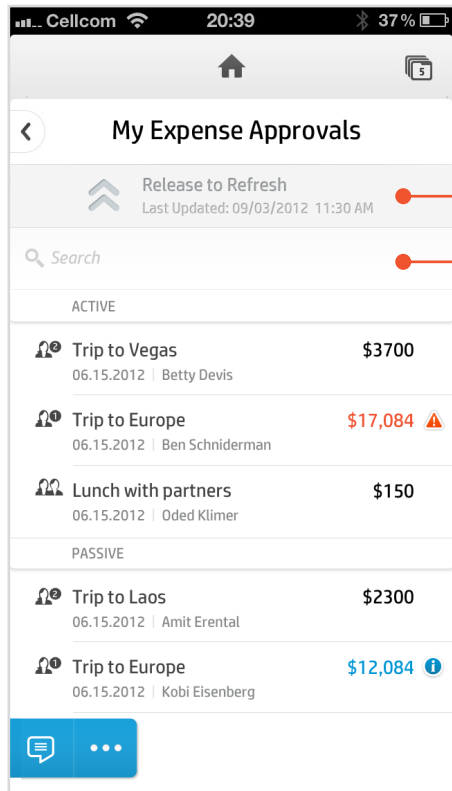 Cellcom 20:39 37%
5
My Expense Approvals
Release to Refresh
Last Updated: 09/03/2012 11:30 AM
Search
ACTIVE
2 Trip to Vegas $3700
06.15.2012 | Betty Devis
1 Trip to Europe $17,084
06.15.2012 | Ben Schniderman
Lunch with partners $150
06.15.2012 | Oded Klimer
PASSIVE
2 Trip to Laos $2300
06.15.2012 | Amit Erental
1 Trip to Europe $12,084
06.15.2012 | Kobi Eisenberg